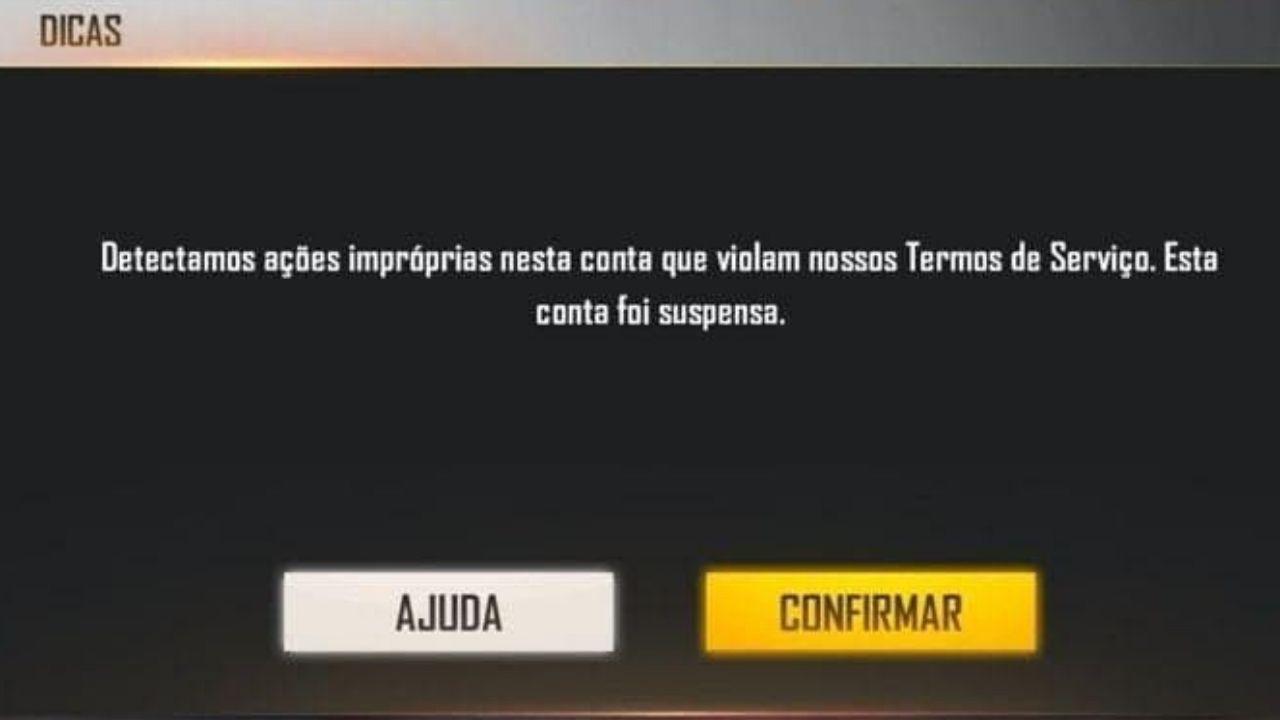 DICAS
Detectamos ações impróprias nesta conta que violam nossos Termos de Serviço. Esta
conta foi suspensa.
AJUDA
CONFIRMAR